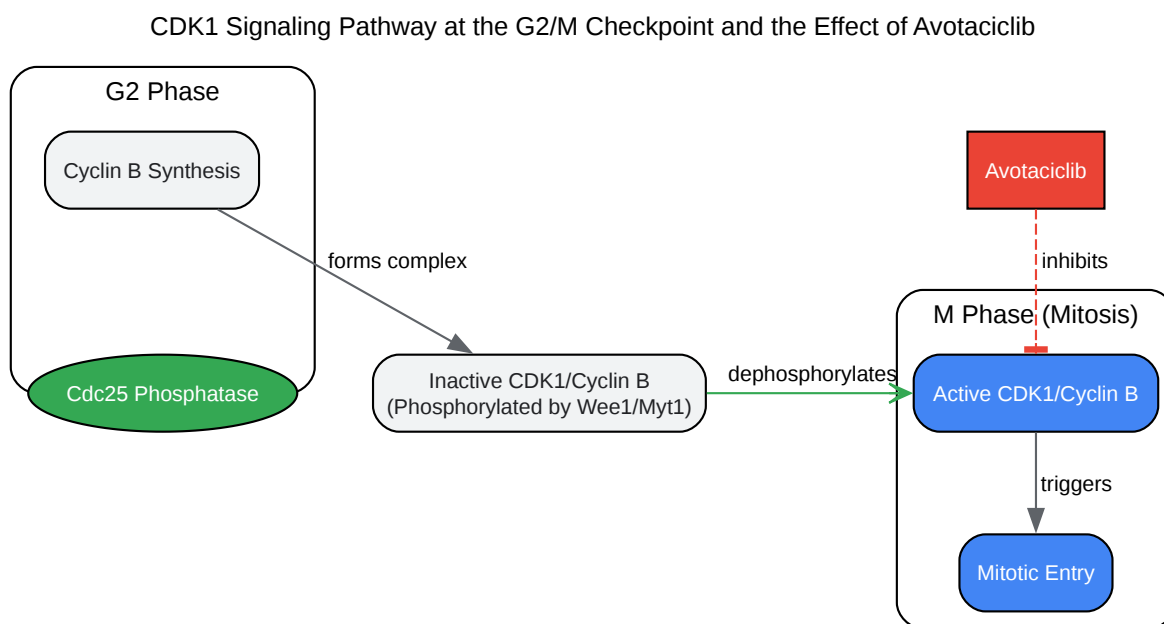 CDK1 Signaling Pathway at the G2/M Checkpoint and the Effect of Avotaciclib
G2 Phase
Cyclin B Synthesis
Avotaciclib
forms complex
inhibits
M Phase (Mitosis)
Cdc25 Phosphatase
Inactive CDK1/Cyclin B
(Phosphorylated by Wee1/Myt1)
dephosphorylates
Active CDK1/Cyclin B
triggers
Mitotic Entry